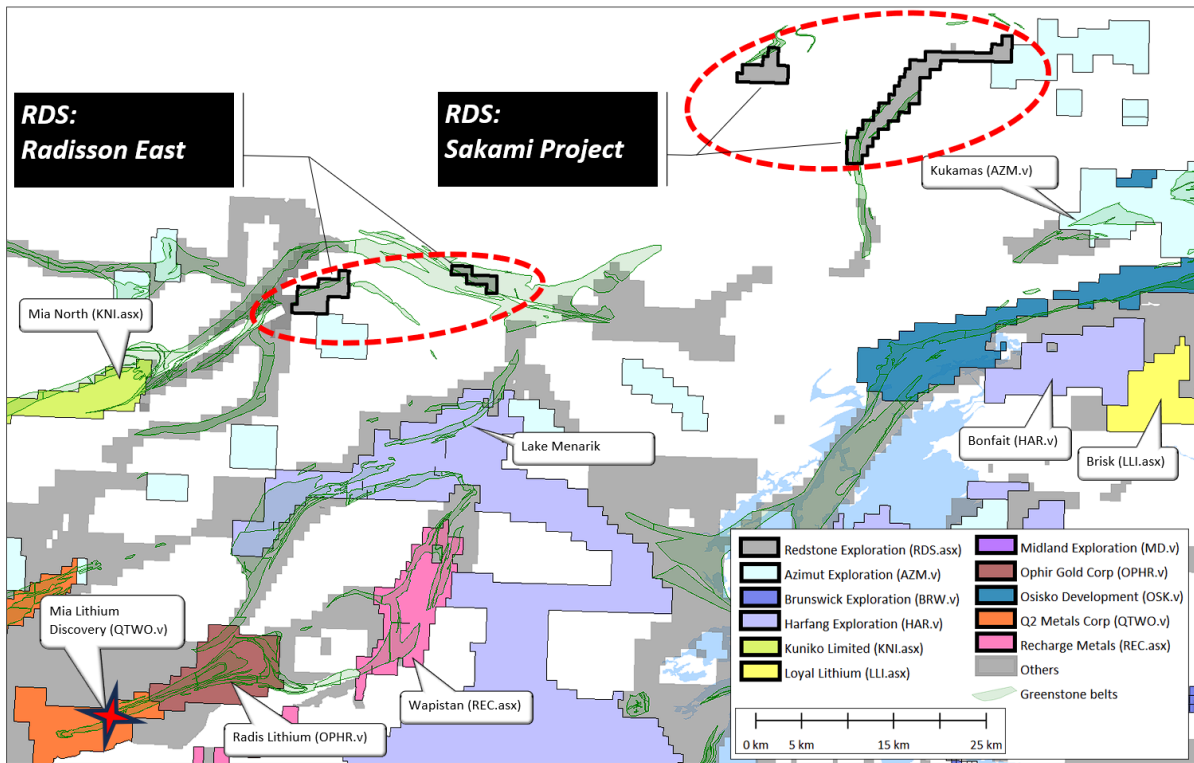 RDS:
Radisson East
RDS:
Sakami Project
Kukamas (AZM.v)
Mia North (KNI.asx)
Lake Menarik
Bonfait (HAR.v)
Brisk (LLI.asx)
Mia Lithium
Discovery (QTWO.v)
Wapistan (REC.asx)
Radis Lithium (OPHR.v)
Redstone Exploration (RDS.asx)
Azimut Exploration (AZM.v)
Brunswick Exploration (BRW.v)
Harfang Exploration (HAR.v)
Kuniko Limited (KNI.asx)
Loyal Lithium (LLI.asx)
Midland Exploration (MD.v)
Ophir Gold Corp (OPHR.v)
Osisko Development (OSK.v)
Q2 Metals Corp (QTWO.v)
Recharge Metals (REC.asx)
Others
Greenstone belts
0 km 5 km 15 km 25 km